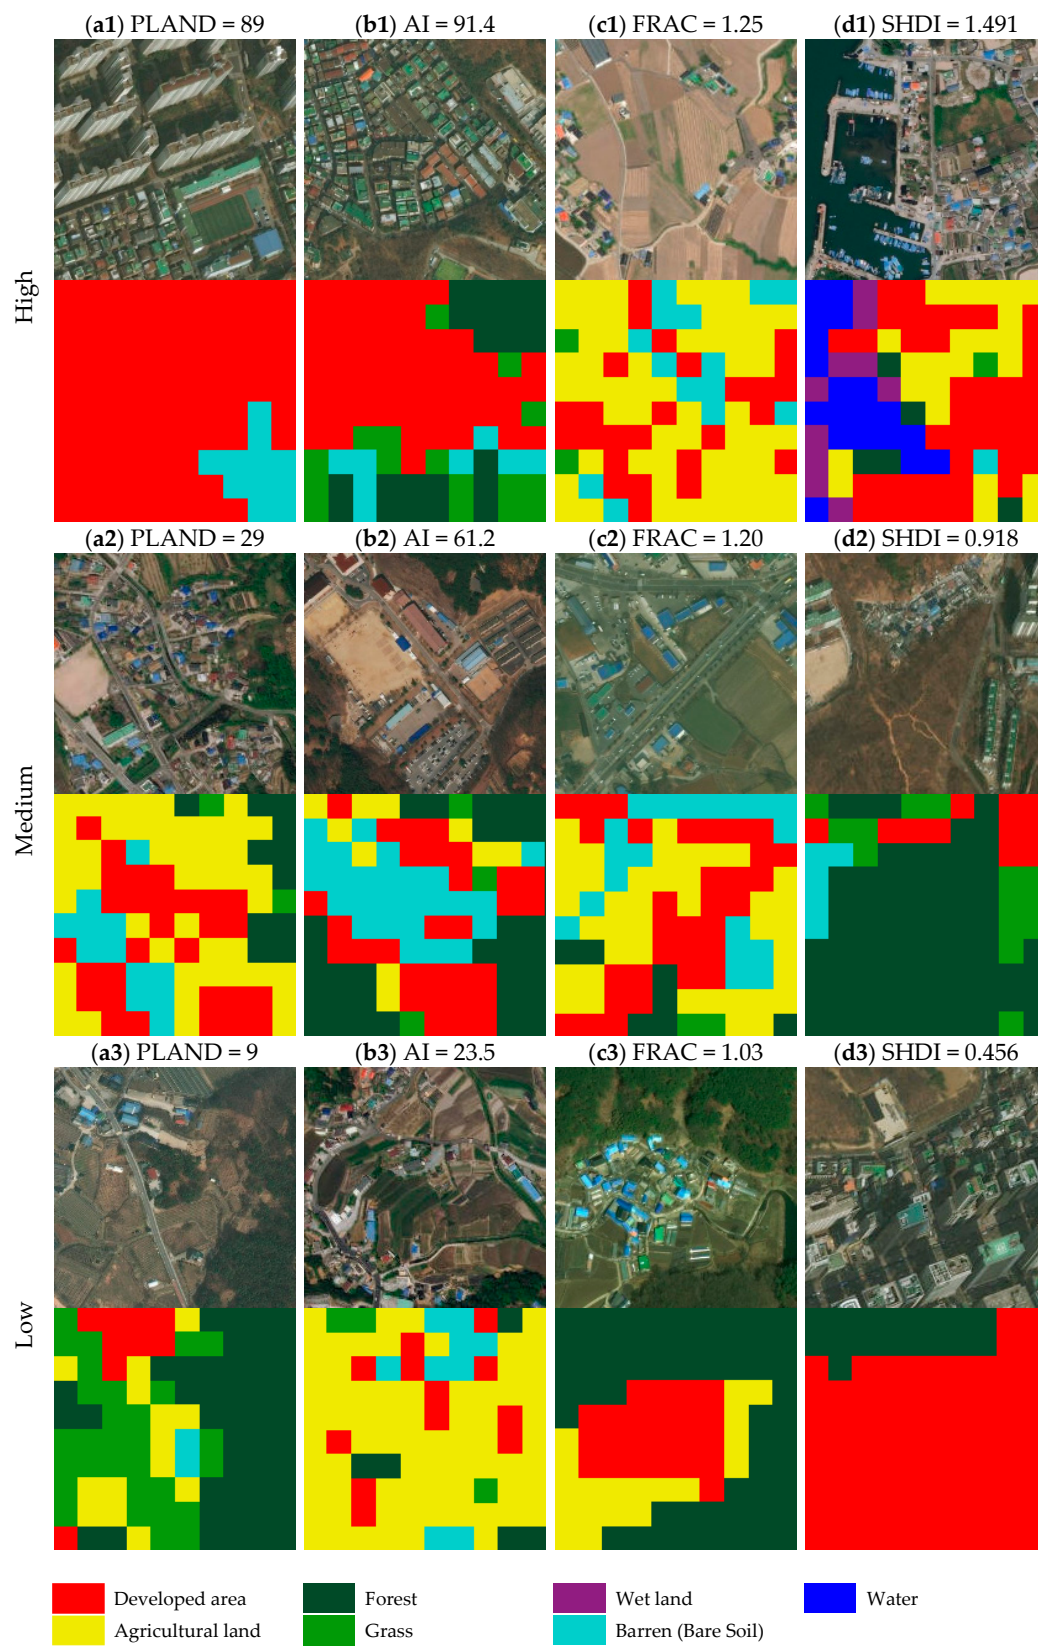 (a1) PLAND = 89
(b1) AI = 91.4
(c1) FRAC = 1.25
(d1) SHDI = 1.491
High
(a2) PLAND = 29
(b2) AI = 61.2
(c2) FRAC = 1.20
(d2) SHDI = 0.918
Medium
(a3) PLAND = 9
(b3) AI = 23.5
(c3) FRAC = 1.03
(d3) SHDI = 0.456
Low
Developed area
Forest
Wet land
Water
Agricultural land
Grass
Barren (Bare Soil)